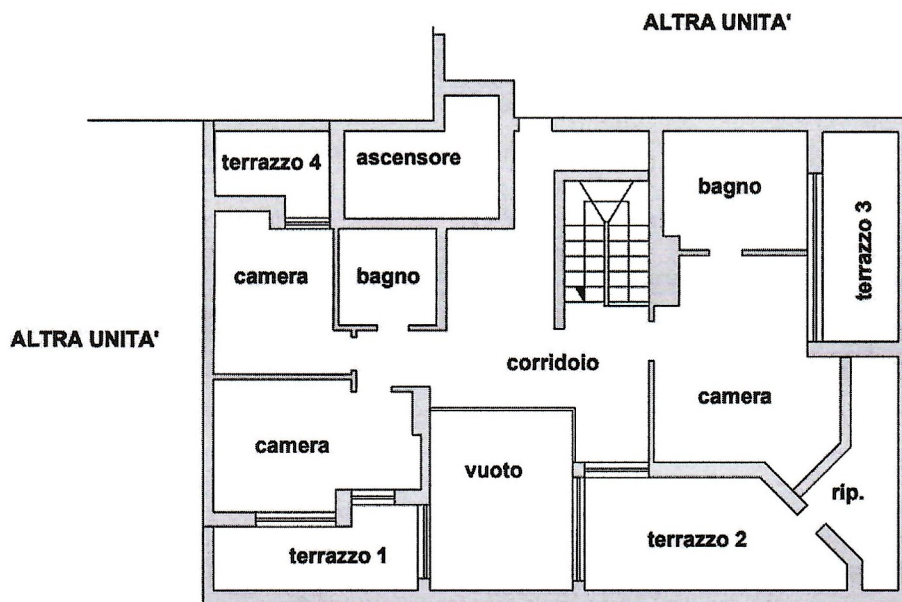 ALTRA UNITA'
terrazzo 4
ascensore
bagno
terrazzo 3
camera
bagno
ALTRA UNITA'
corridoio
camera
camera
vuoto
rip.
terrazzo 1
terrazzo 2